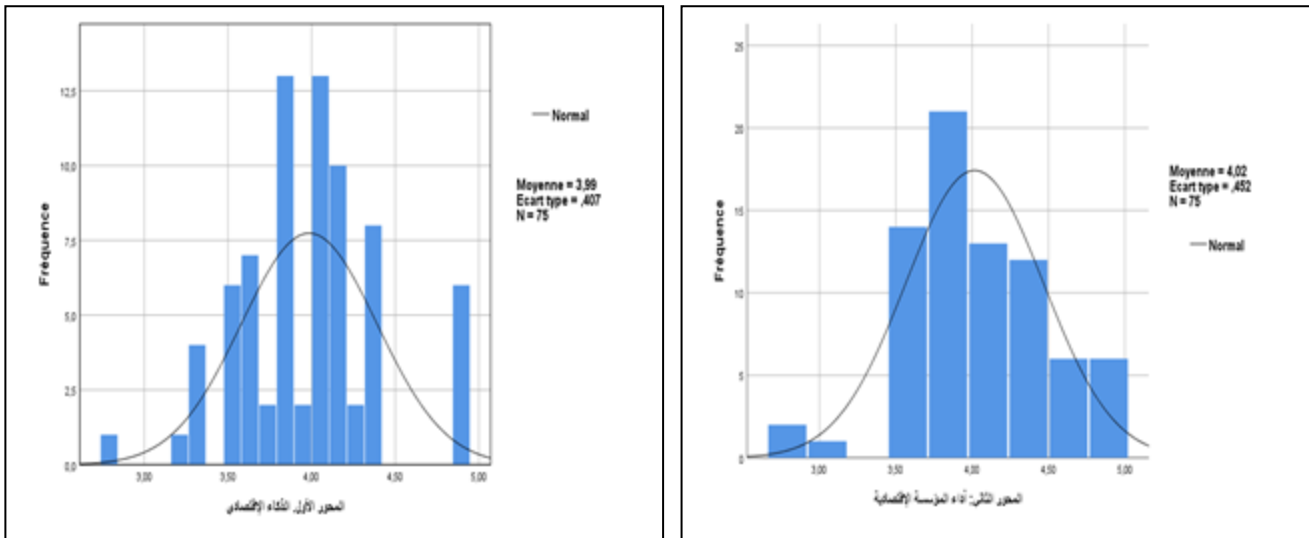 Fréquence
12,5
10,0
7,5
5,0
2,5
0,0
3,00 3,50 4,00 4,50 5,00
المحور الأول. الذكاء الإقتصادي
Normal
Moyenne = 3,99
Ecart type = ,407
N = 75
Fréquence
25
20
15
10
5
0
3,00 3,50 4,00 4,50 5,00
المحور الثاني: أداء المؤسسة الإقتصادية
Moyenne = 4,02
Ecart type = ,452
N = 75
Normal